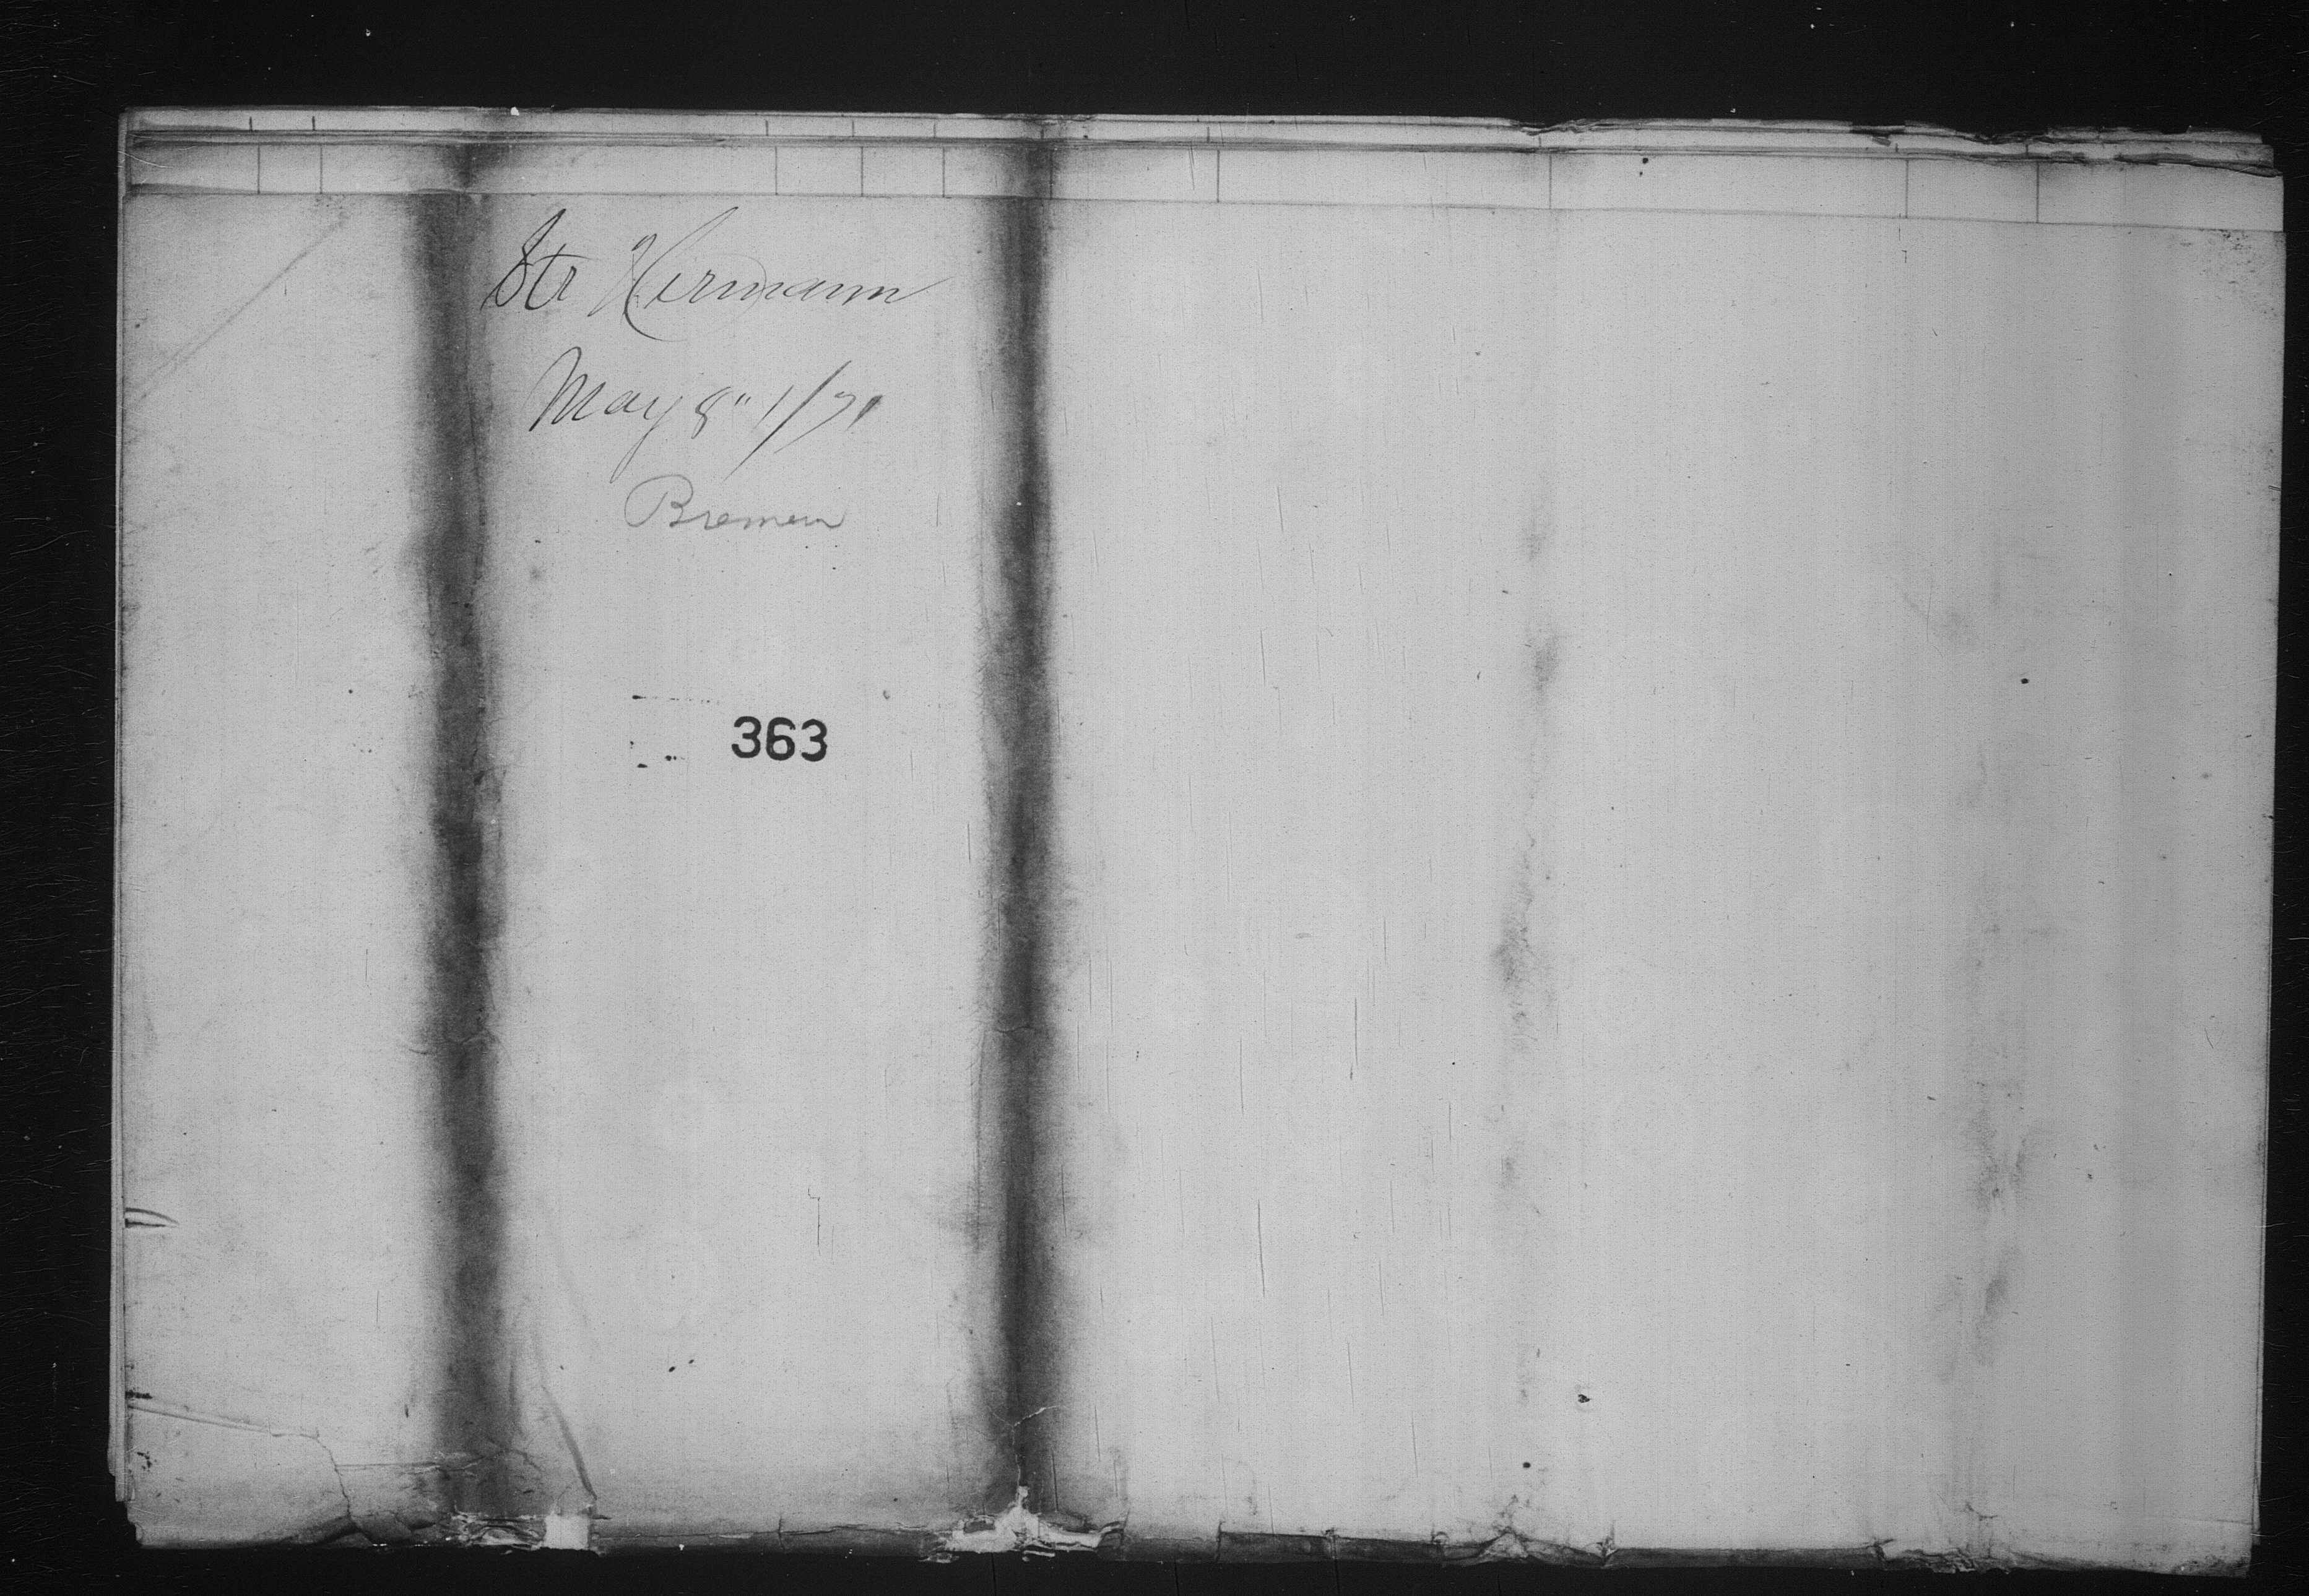 Str Hermann
May 8" 1/71
Bremen
363